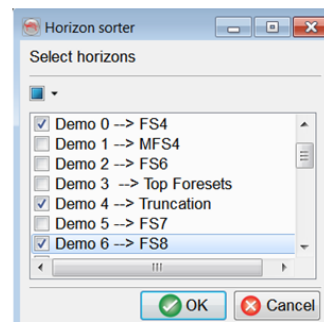 Horizon sorter
Select horizons
Demo 0 --> FS4
Demo 1 --> MFS4
Demo 2 --> FS6
Demo 3 --> Top Foresets
Demo 4 --> Truncation
Demo 5 --> FS7
Demo 6 --> FS8
OK Cancel